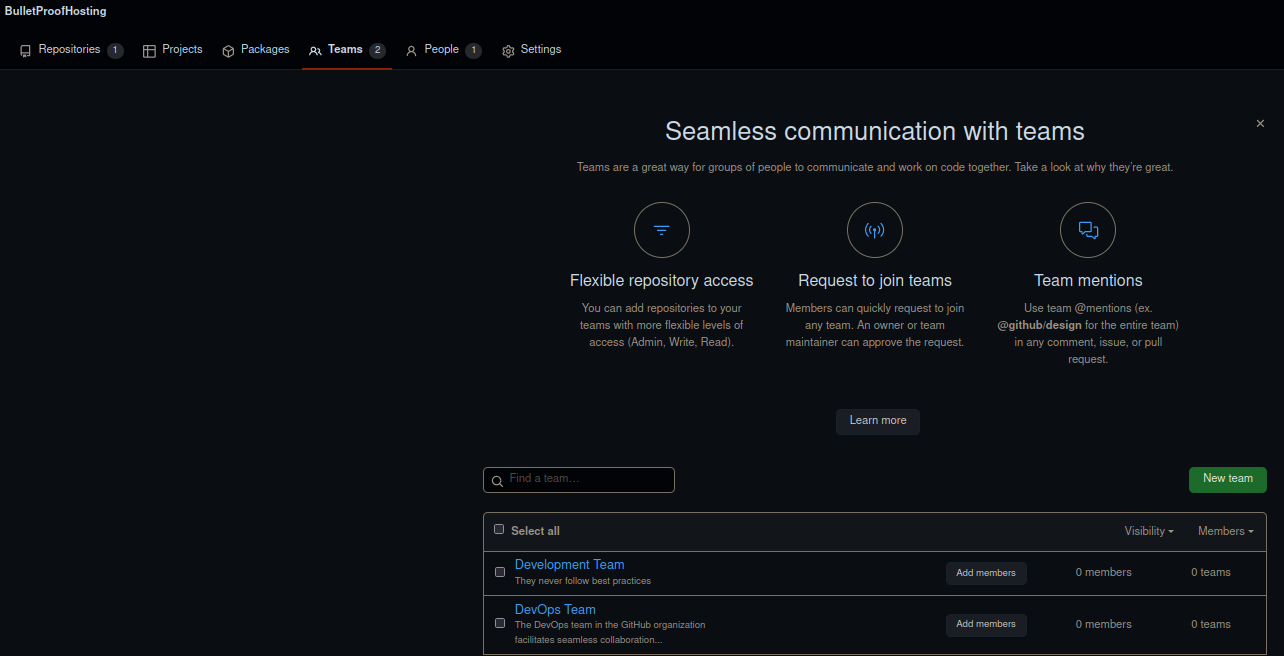 BulletProofHosting
Repositories 1 Projects Packages Teams 2 People 1 Settings
Seamless communication with teams
Teams are a great way for groups of people to communicate and work on code together. Take a look at why they're great.
Flexible repository access
You can add repositories to your
teams with more flexible levels of
access (Admin, Write, Read).
Request to join teams
Members can quickly request to join
any team. An owner or team
maintainer can approve the request.
Team mentions
Use team @mentions (ex.
@github/design for the entire team)
in any comment, issue, or pull
request.
Learn more
Find a team…
New team
Select all Visibility Members
Development Team
They never follow best practices
Add members 0 members 0 teams
DevOps Team
The DevOps team in the GitHub organization
facilitates seamless collaboration...
Add members 0 members 0 teams